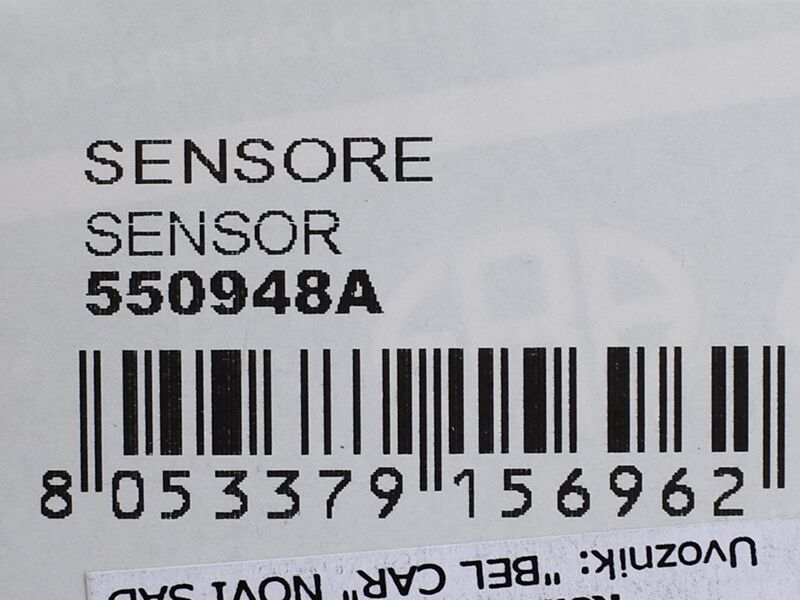 SENSORE
SENSOR
550948A
8 053379 156962
Uvoznik: "BEL CAR" NOVI SAD